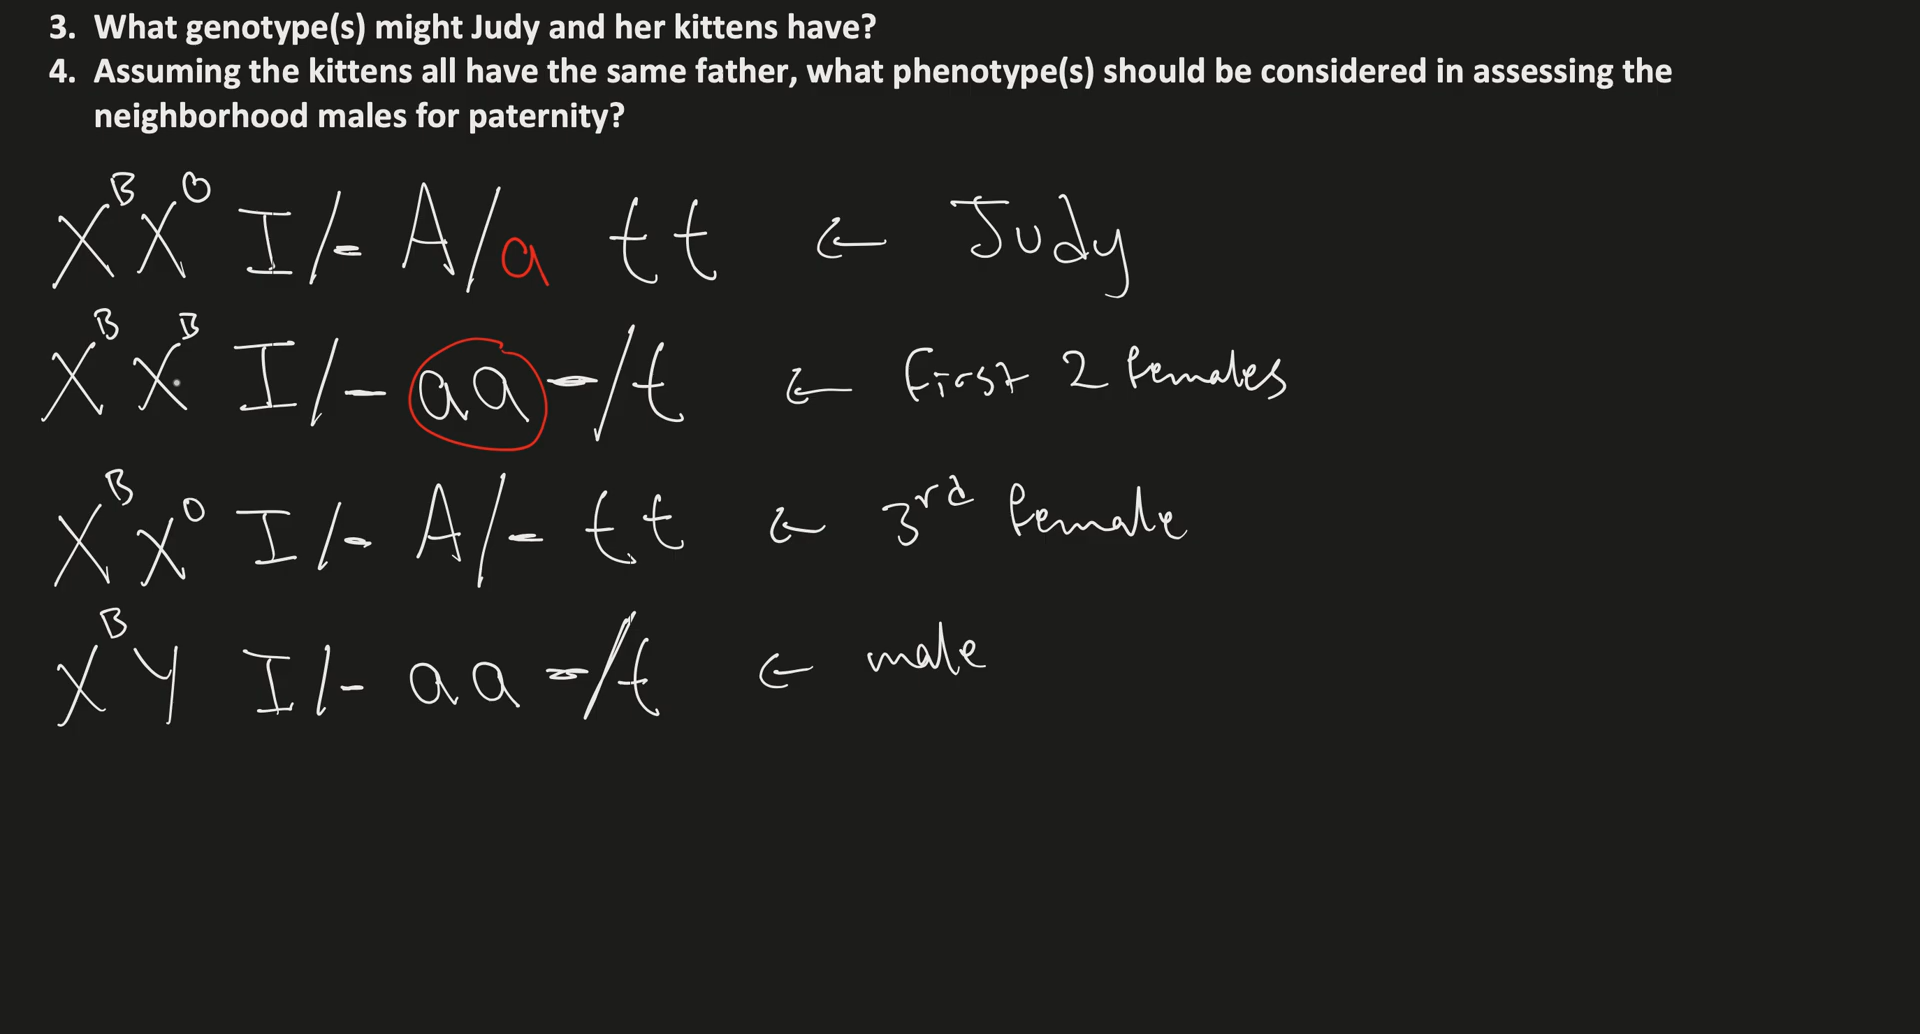 3. What genotype(s) might Judy and her kittens have?
4. Assuming the kittens all have the same father, what phenotype(s) should be considered in assessing the
neighborhood males for paternity?
X^B X^O I/- A/a tt ← Judy
X^B X^B I/- aa -/t ← First 2 females
X^B X^O I/- A/- tt ← 3rd female
X^B Y I/- aa -/t ← male